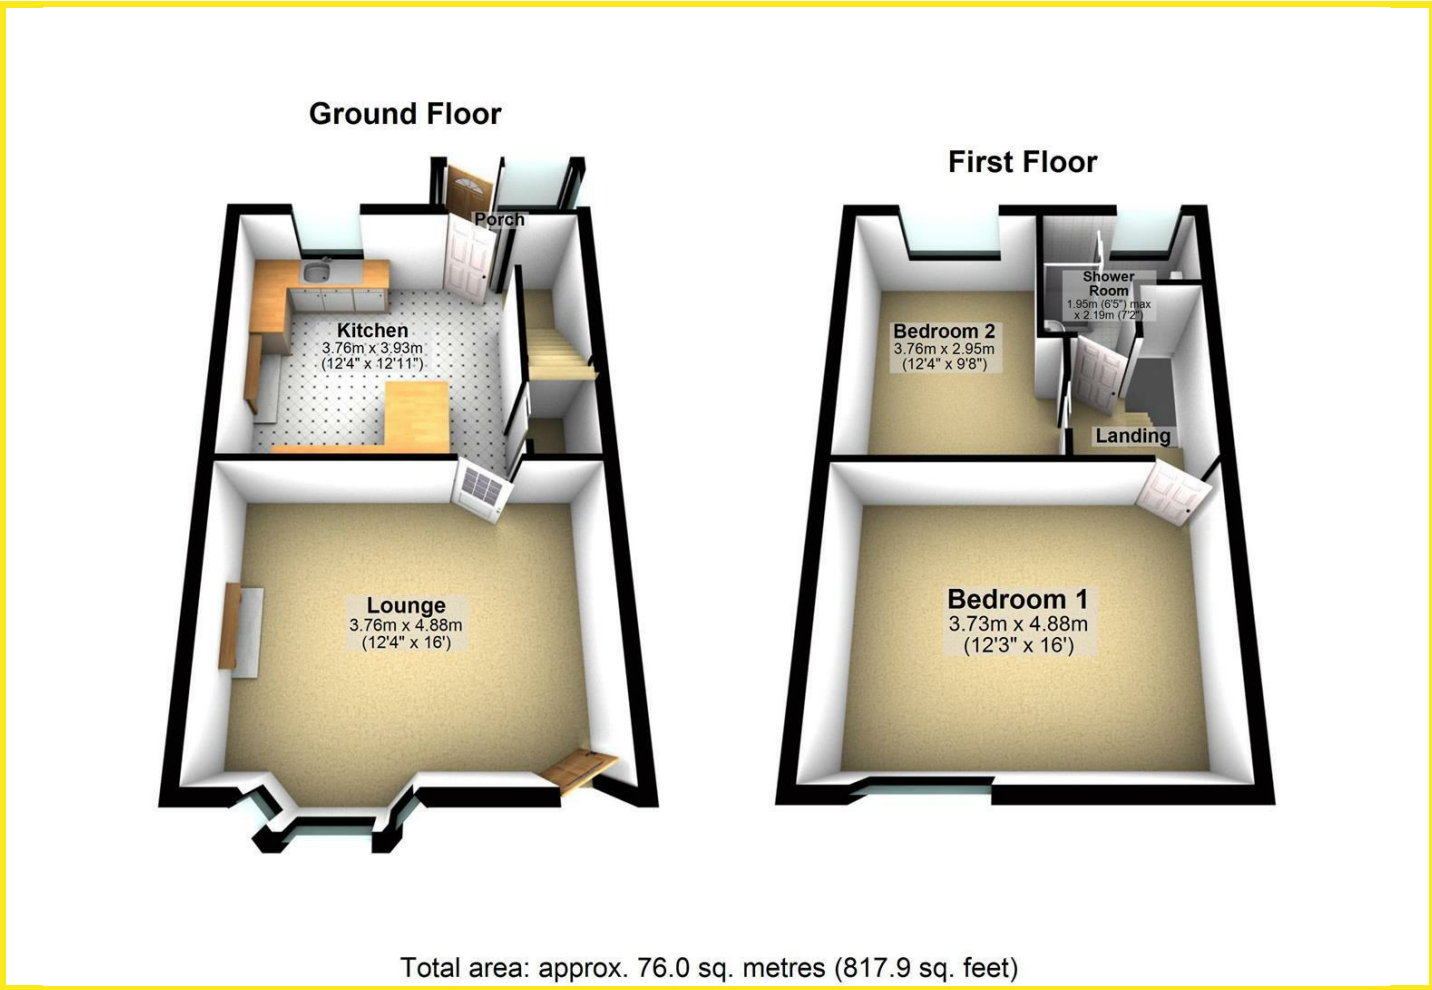 Ground Floor
Porch
Kitchen
3.76m x 3.93m
(12'4" x 12'11")
Lounge
3.76m x 4.88m
(12'4" x 16')
First Floor
Shower
Room
1.95m (6'5") max
x 2.19m (7'2")
Bedroom 2
3.76m x 2.95m
(12'4" x 9'8")
Landing
Bedroom 1
3.73m x 4.88m
(12'3" x 16')
Total area: approx. 76.0 sq. metres (817.9 sq. feet)